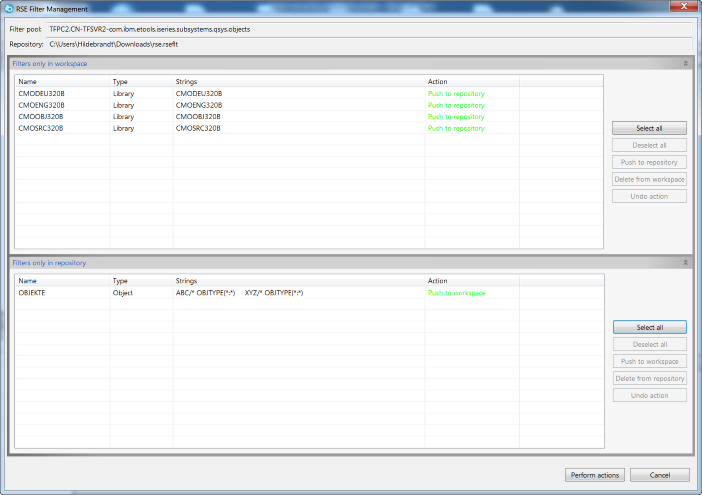 RSE Filter Management
Filter pool: TFPC2.CN-TFSVR2-com.ibm.etools.iseries.subsystems.qsys.objects
Repository: C:\Users\Hildebrandt\Downloads\rse.rsefit
Filters only in workspace
Name Type Strings Action
CMODEU320B Library CMODEU320B Push to repository
CMOENG320B Library CMOENG320B Push to repository
CMOOBJ320B Library CMOOBJ320B Push to repository
CMOSRC320B Library CMOSRC320B Push to repository
Select all
Deselect all
Push to repository
Delete from workspace
Undo action
Filters only in repository
Name Type Strings Action
OBJEKTE Object ABC/* OBJTYPE(*:*) XYZ/* OBJTYPE(*:*) Push to workspace
Select all
Deselect all
Push to workspace
Delete from repository
Undo action
Perform actions Cancel